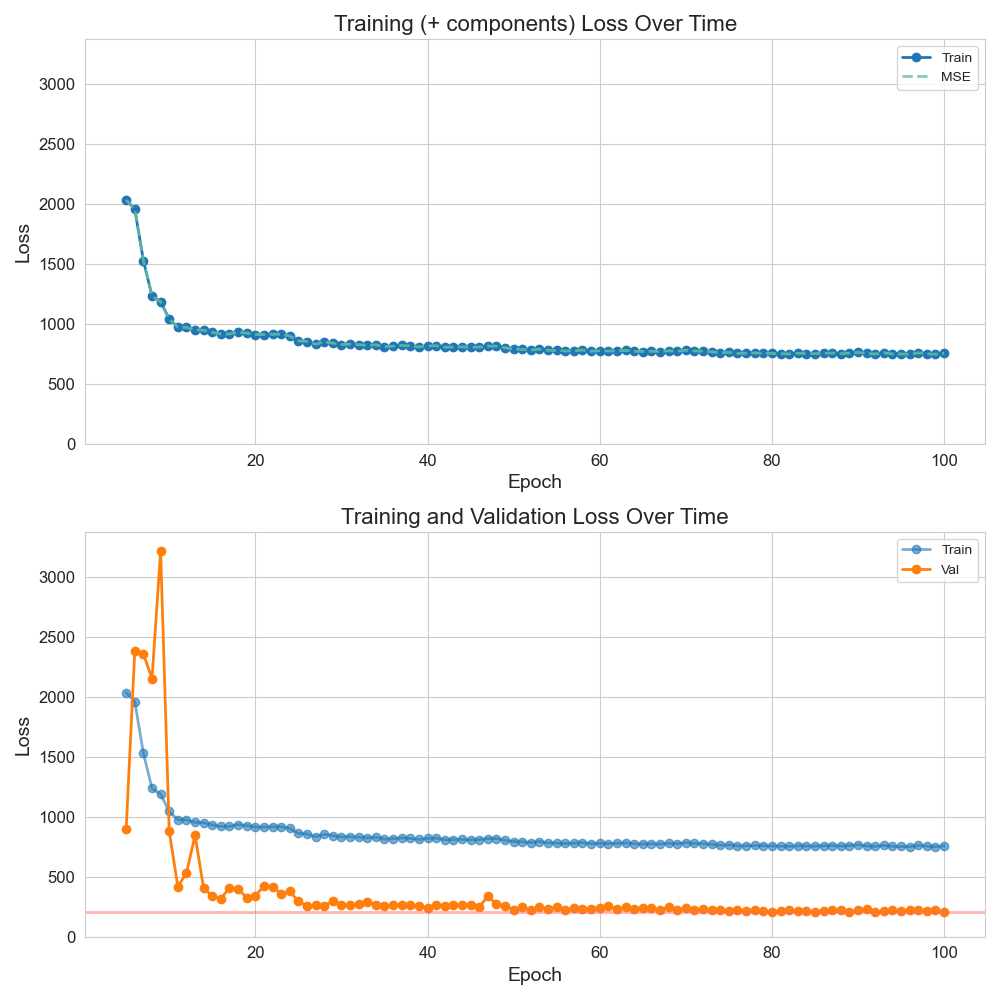 Training (+ components) Loss Over Time
Train
MSE
3000
2500
2000
1500
1000
500
0
Loss
20 40 60 80 100
Epoch
Training and Validation Loss Over Time
Train
Val
3000
2500
2000
1500
1000
500
0
Loss
20 40 60 80 100
Epoch